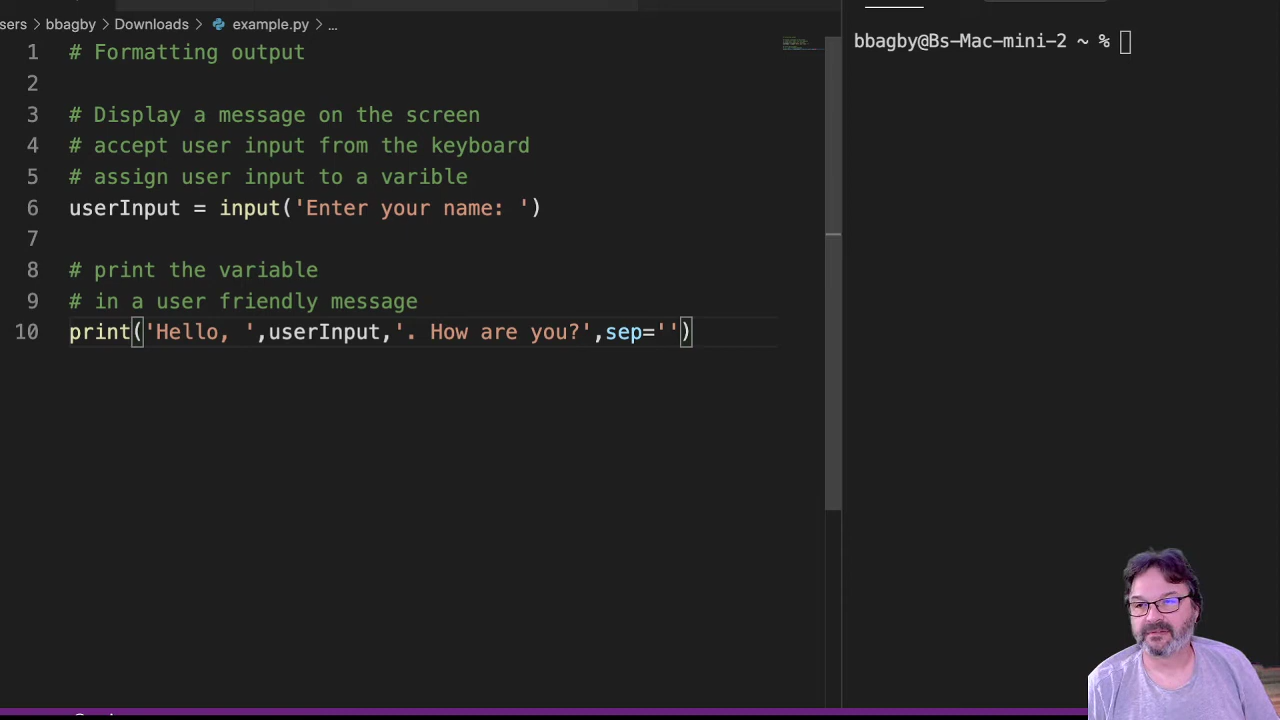 sers > bbagby > Downloads > example.py > ...
1 # Formatting output
2
3 # Display a message on the screen
4 # accept user input from the keyboard
5 # assign user input to a varible
6 userInput = input('Enter your name: ')
7
8 # print the variable
9 # in a user friendly message
10 print('Hello, ',userInput,'. How are you?',sep='')
bbagby@Bs-Mac-mini-2 ~ %